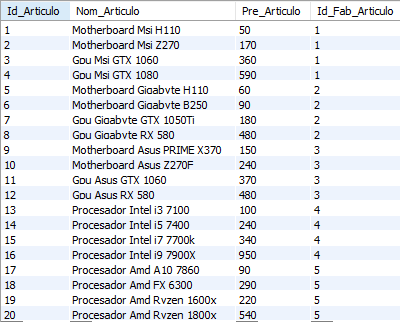 Id_Articulo Nom_Articulo Pre_Articulo Id_Fab_Articulo
1 Motherboard Msi H110 50 1
2 Motherboard Msi Z270 170 1
3 Gpu Msi GTX 1060 360 1
4 Gpu Msi GTX 1080 590 1
5 Motherboard Gigabyte H110 60 2
6 Motherboard Gigabyte B250 90 2
7 Gpu Gigabyte GTX 1050Ti 180 2
8 Gpu Gigabyte RX 580 480 2
9 Motherboard Asus PRIME X370 150 3
10 Motherboard Asus Z270F 240 3
11 Gpu Asus GTX 1060 370 3
12 Gpu Asus RX 580 480 3
13 Procesador Intel i3 7100 100 4
14 Procesador Intel i5 7400 240 4
15 Procesador Intel i7 7700k 340 4
16 Procesador Intel i9 7900X 950 4
17 Procesador Amd A10 7860 90 5
18 Procesador Amd FX 6300 290 5
19 Procesador Amd Ryzen 1600x 220 5
20 Procesador Amd Ryzen 1800x 540 5